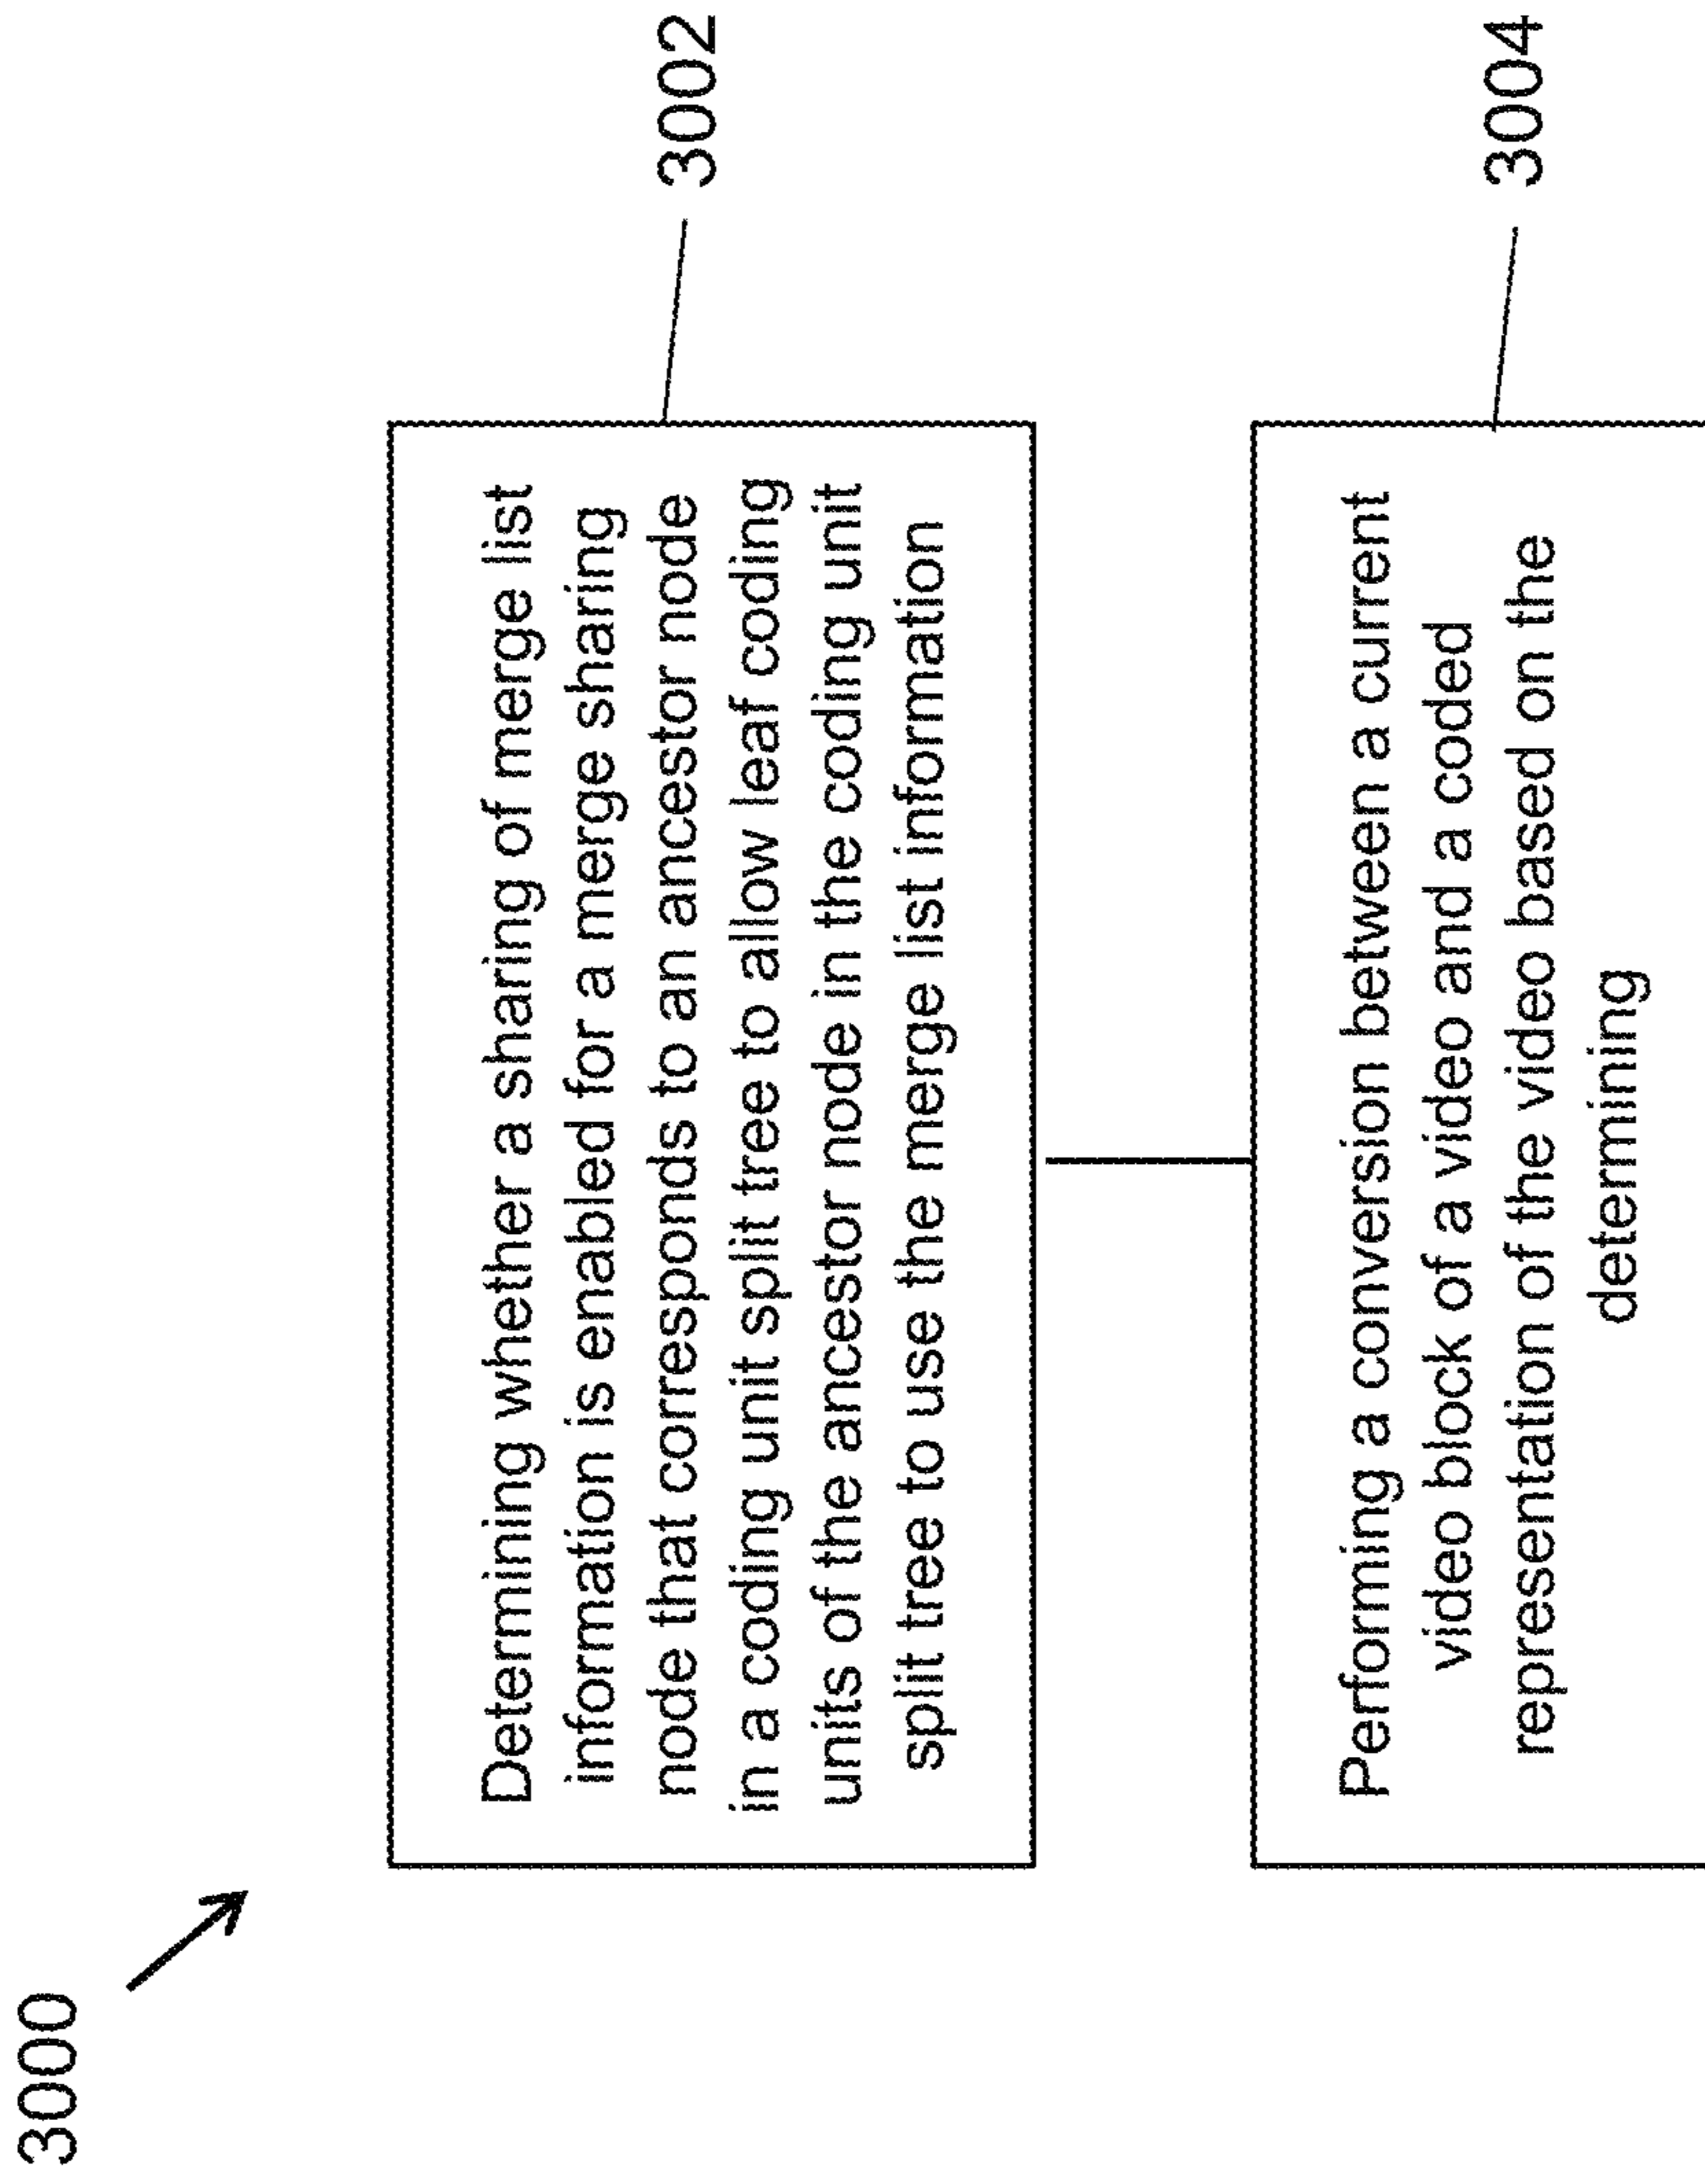 3000
Determining whether a sharing of merge list
information is enabled for a merge sharing
node that corresponds to an ancestor node
in a coding unit split tree to allow leaf coding
units of the ancestor node in the coding unit
split tree to use the merge list information
3002
Performing a conversion between a current
video block of a video and a coded
representation of the video based on the
determining
3004